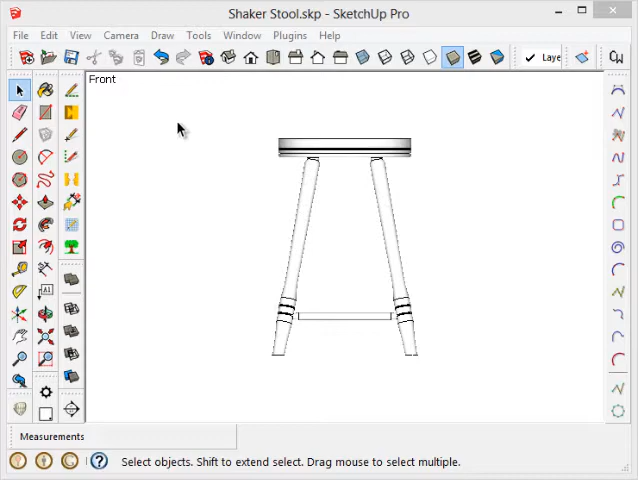 Shaker Stool.skp - SketchUp Pro
File Edit View Camera Draw Tools Window Plugins Help
Laye
Front
A1
Measurements
Select objects. Shift to extend select. Drag mouse to select multiple.